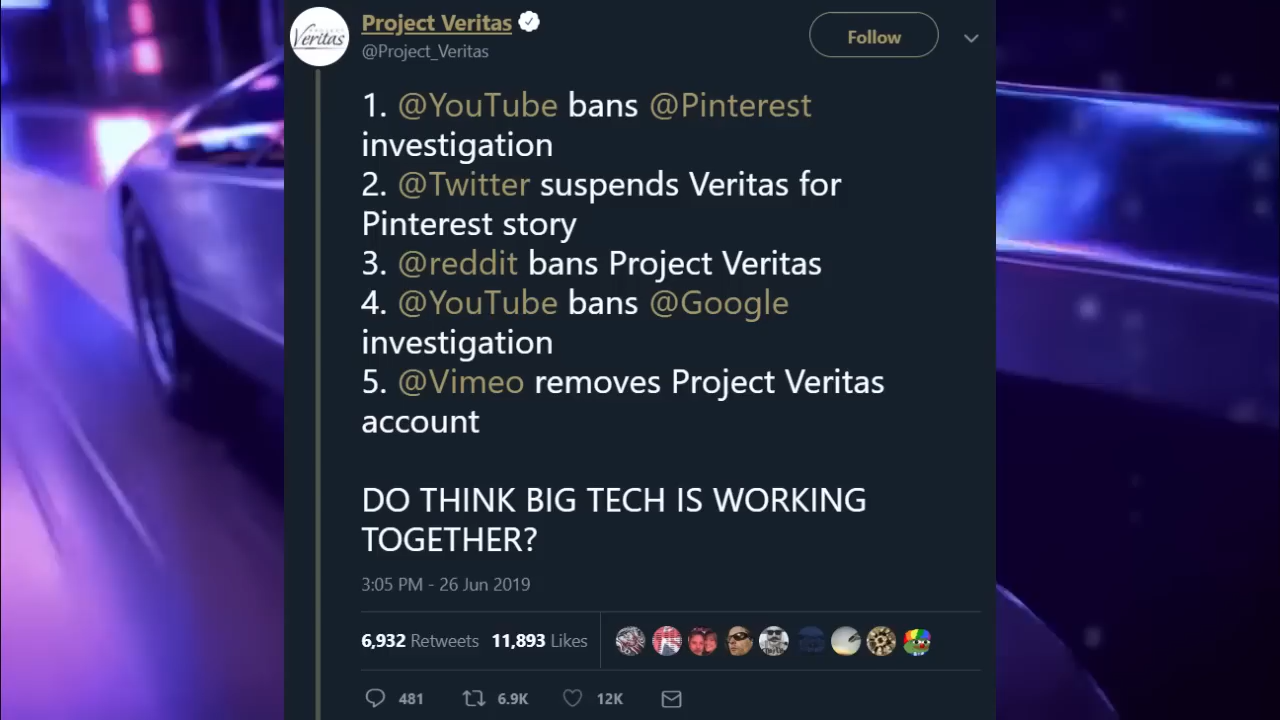 Project Veritas
@Project_Veritas
Follow
Veritas
1. @YouTube bans @Pinterest
investigation
2. @Twitter suspends Veritas for
Pinterest story
3. @reddit bans Project Veritas
4. @YouTube bans @Google
investigation
5. @Vimeo removes Project Veritas
account
DO THINK BIG TECH IS WORKING
TOGETHER?
3:05 PM - 26 Jun 2019
6,932 Retweets 11,893 Likes
481 6.9K 12K